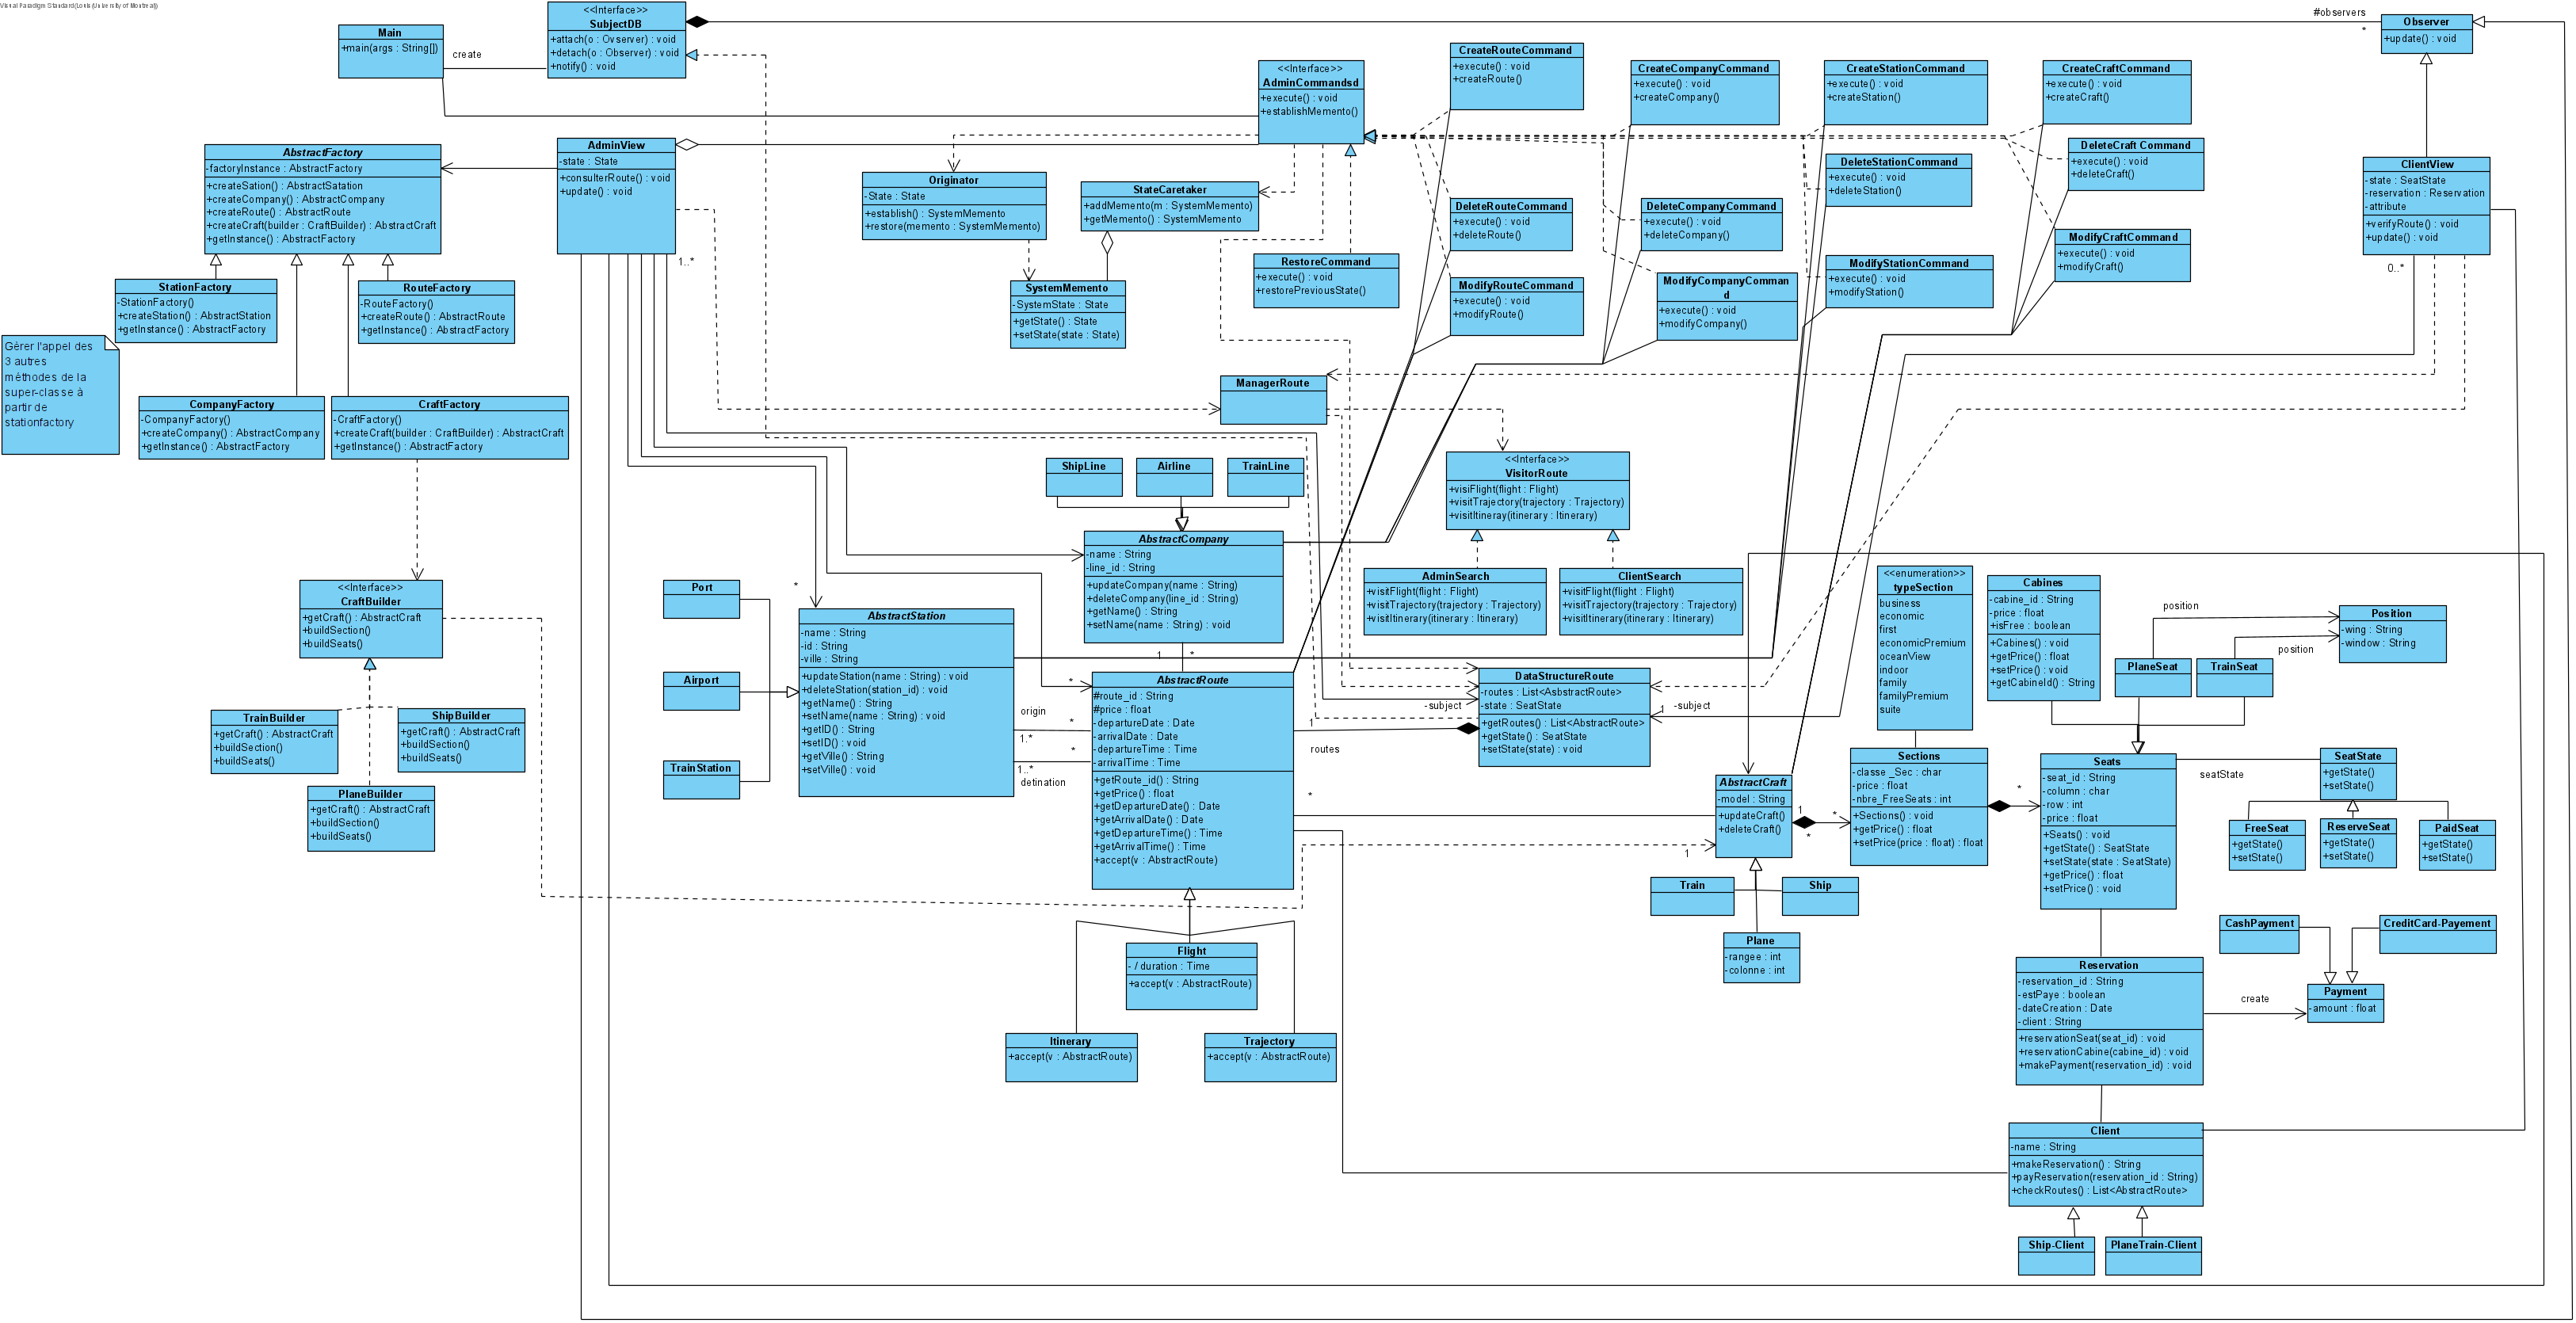 Visual Paradigm Standard(Louis(University of Montreal))
Main
+main(args : String[])
create
<<Interface>>
SubjectDB
+attach(o : Ovserver) : void
+detach(o : Observer) : void
+notify() : void
#observers
*
Observer
+update() : void
<<Interface>>
AdminCommandsd
+execute() : void
+establishMemento()
CreateRouteCommand
+execute() : void
+createRoute()
CreateCompanyCommand
+execute() : void
+createCompany()
CreateStationCommand
+execute() : void
+createStation()
CreateCraftCommand
+execute() : void
+createCraft()
AbstractFactory
-factoryInstance : AbstractFactory
+createSation() : AbstractSatation
+createCompany() : AbstractCompany
+createRoute() : AbstractRoute
+createCraft(builder : CraftBuilder) : AbstractCraft
+getInstance() : AbstractFactory
AdminView
-state : State
+consulterRoute() : void
+update() : void
1..*
Originator
-State : State
+establish() : SystemMemento
+restore(memento : SystemMemento)
StateCaretaker
+addMemento(m : SystemMemento)
+getMemento() : SystemMemento
DeleteRouteCommand
+execute() : void
+deleteRoute()
DeleteCompanyCommand
+execute() : void
+deleteCompany()
DeleteStationCommand
+execute() : void
+deleteStation()
DeleteCraft Command
+execute() : void
+deleteCraft()
ClientView
-state : SeatState
-reservation : Reservation
-attribute
+verifyRoute() : void
+update() : void
0..*
StationFactory
-StationFactory()
+createStation() : AbstractStation
+getInstance() : AbstractFactory
RouteFactory
-RouteFactory()
+createRoute() : AbstractRoute
+getInstance() : AbstractFactory
SystemMemento
-SystemState : State
+getState() : State
+setState(state : State)
RestoreCommand
+execute() : void
+restorePreviousState()
ModifyRouteCommand
+execute() : void
+modifyRoute()
ModifyCompanyComman
d
+execute() : void
+modifyCompany()
ModifyStationCommand
+execute() : void
+modifyStation()
ModifyCraftCommand
+execute() : void
+modifyCraft()
Gèrer l'appel des
3 autres
méthodes de la
super-classe à
partir de
stationfactory
CompanyFactory
-CompanyFactory()
+createCompany() : AbstractCompany
+getInstance() : AbstractFactory
CraftFactory
-CraftFactory()
+createCraft(builder : CraftBuilder) : AbstractCraft
+getInstance() : AbstractFactory
ManagerRoute
<<Interface>>
VisitorRoute
+visiFlight(flight : Flight)
+visitTrajectory(trajectory : Trajectory)
+visitItineray(itinerary : Itinerary)
ShipLine
Airline
TrainLine
AbstractCompany
-name : String
-line_id : String
+updateCompany(name : String)
+deleteCompany(line_id : String)
+getName() : String
+setName(name : String) : void
1
*
AdminSearch
+visitFlight(flight : Flight)
+visitTrajectory(trajectory : Trajectory)
+visitItinerary(itinerary : Itinerary)
ClientSearch
+visitFlight(flight : Flight)
+visitTrajectory(trajectory : Trajectory)
+visitItinerary(itinerary : Itinerary)
<<Interface>>
CraftBuilder
+getCraft() : AbstractCraft
+buildSection()
+buildSeats()
TrainBuilder
+getCraft() : AbstractCraft
+buildSection()
+buildSeats()
ShipBuilder
+getCraft() : AbstractCraft
+buildSection()
+buildSeats()
PlaneBuilder
+getCraft() : AbstractCraft
+buildSection()
+buildSeats()
Port
Airport
TrainStation
*
AbstractStation
-name : String
-id : String
-ville : String
+updateStation(name : String) : void
+deleteStation(station_id) : void
+getName() : String
+setName(name : String) : void
+getID() : String
+setID() : void
+getVille() : String
+setVille() : void
origin
1..*
*
1..*
*
detination
*
AbstractRoute
#route_id : String
#price : float
-departureDate : Date
-arrivalDate : Date
-departureTime : Time
-arrivalTime : Time
+getRoute_id() : String
+getPrice() : float
+getDepartureDate() : Date
+getArrivalDate() : Date
+getDepartureTime() : Time
+getArrivalTime() : Time
+accept(v : AbstractRoute)
1
routes
*
-subject
DataStructureRoute
-routes : List<AsbstractRoute>
-state : SeatState
+getRoutes() : List<AbstractRoute>
+getState() : SeatState
+setState(state) : void
1
-subject
Flight
- / duration : Time
+accept(v : AbstractRoute)
Itinerary
+accept(v : AbstractRoute)
Trajectory
+accept(v : AbstractRoute)
AbstractCraft
-model : String
+updateCraft()
+deleteCraft()
1
1
*
*
Train
Ship
Plane
-rangee : int
-colonne : int
<<enumeration>>
typeSection
business
economic
first
economicPremium
oceanView
indoor
family
familyPremium
suite
Sections
-classe _Sec : char
-price : float
-nbre_FreeSeats : int
+Sections() : void
+getPrice() : float
+setPrice(price : float) : float
*
Cabines
-cabine_id : String
-price : float
+isFree : boolean
+Cabines() : void
+getPrice() : float
+setPrice() : void
+getCabineId() : String
position
position
Position
-wing : String
-window : String
PlaneSeat
TrainSeat
Seats
-seat_id : String
-column : char
-row : int
-price : float
+Seats() : void
+getState() : SeatState
+setState(state : SeatState)
+getPrice() : float
+setPrice() : void
seatState
SeatState
+getState()
+setState()
FreeSeat
+getState()
+setState()
ReserveSeat
+getState()
+setState()
PaidSeat
+getState()
+setState()
Reservation
-reservation_id : String
-estPaye : boolean
-dateCreation : Date
-client : String
+reservationSeat(seat_id) : void
+reservationCabine(cabine_id) : void
+makePayment(reservation_id) : void
create
CashPayment
CreditCard-Payement
Payment
-amount : float
Client
-name : String
+makeReservation() : String
+payReservation(reservation_id : String)
+checkRoutes() : List<AbstractRoute>
Ship-Client
PlaneTrain-Client